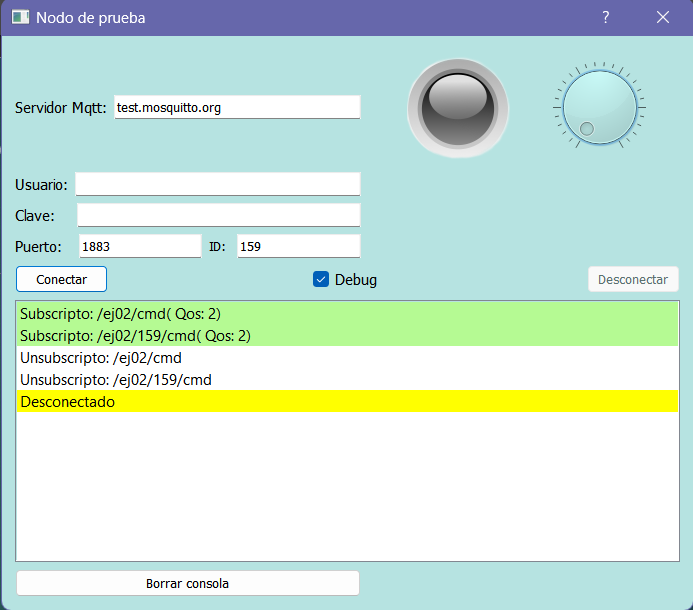 Nodo de prueba
?
Servidor Mqtt: test.mosquitto.org
Usuario:
Clave:
Puerto: 1883 ID: 159
Conectar Debug Desconectar
Subscripto: /ej02/cmd( Qos: 2)
Subscripto: /ej02/159/cmd( Qos: 2)
Unsubscripto: /ej02/cmd
Unsubscripto: /ej02/159/cmd
Desconectado
Borrar consola